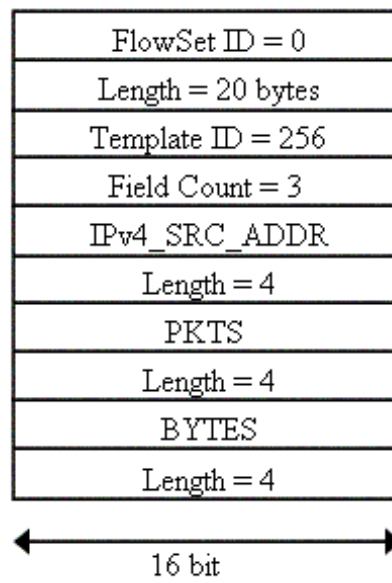 FlowSet ID = 0
Length = 20 bytes
Template ID = 256
Field Count = 3
IPv4_SRC_ADDR
Length = 4
PKTS
Length = 4
BYTES
Length = 4
16 bit